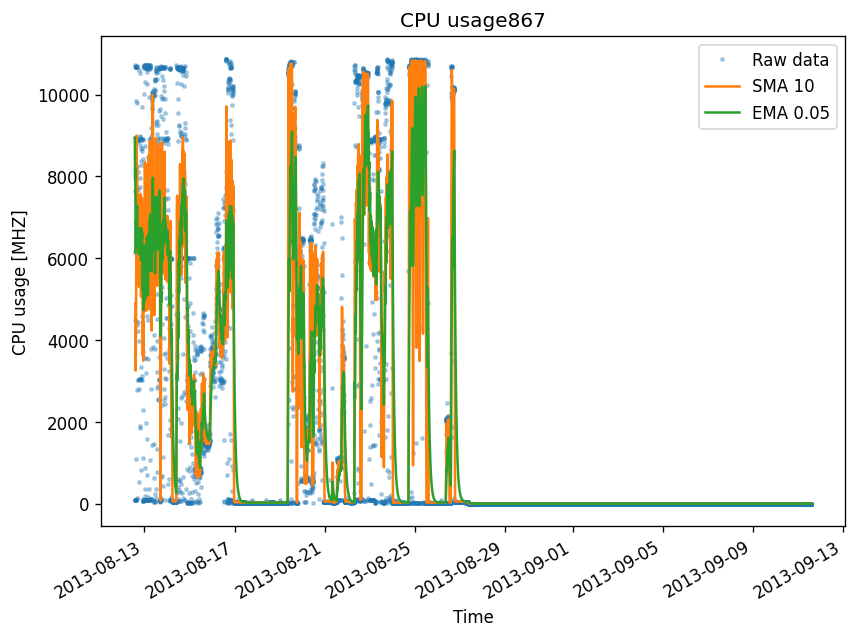 CPU usage867
Raw data
SMA 10
EMA 0.05
CPU usage [MHZ]
10000
8000
6000
4000
2000
0
2013-08-13
2013-08-17
2013-08-21
2013-08-25
2013-08-29
2013-09-01
2013-09-05
2013-09-09
2013-09-13
Time